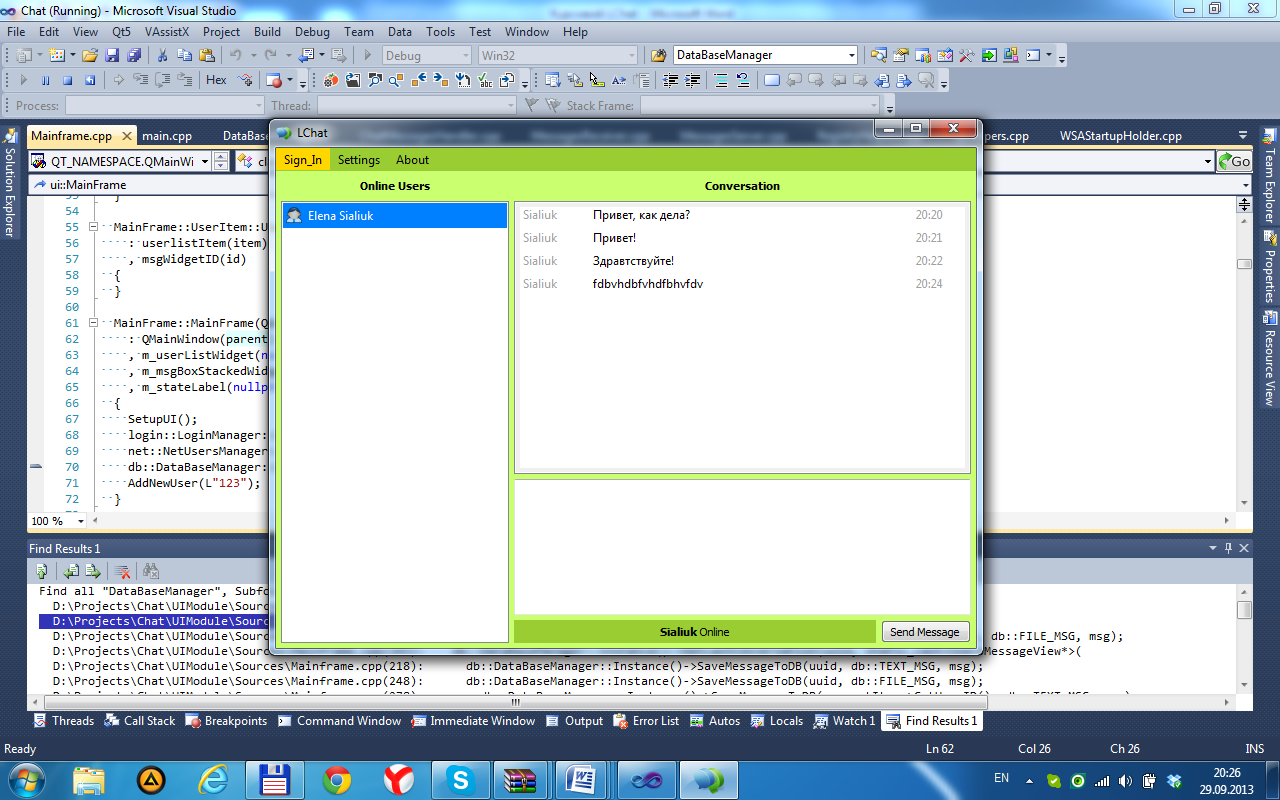 Chat (Running) - Microsoft Visual Studio
File Edit View Qt5 VAssistX Project Build Debug Team Data Tools Test Window Help
Debug Win32 DataBaseManager
Hex
Process: Thread: Stack Frame:
Mainframe.cpp main.cpp pers.cpp WSAStartupHolder.cpp
QT_NAMESPACE.QMainWi Go
ui::MainFrame
Solution Explorer
Team Explorer
Properties
Resource View
54
55 MainFrame::UserItem::U
56 : userlistItem(item)
57 , msgWidgetID(id)
58 {
59 }
60
61 MainFrame::MainFrame(Q
62 : QMainWindow(parent
63 , m_userListWidget(n
64 , m_msgBoxStackedWid
65 , m_stateLabel(nullp
66 {
67 SetupUI();
68 login::LoginManager:
69 net::NetUsersManager
70 db::DataBaseManager:
71 AddNewUser(L"123");
72 }
100 %
LChat
Sign_In Settings About
Online Users Conversation
Elena Sialiuk
Sialiuk Привет, как дела? 20:20
Sialiuk Привет! 20:21
Sialiuk Здравтствуйте! 20:22
Sialiuk fdbvhdbfvhdfbhvfdv 20:24
Sialiuk Online Send Message
Find Results 1
Find all "DataBaseManager", Subfo
D:\Projects\Chat\UIModule\Sourc
D:\Projects\Chat\UIModule\Sourc
D:\Projects\Chat\UIModule\Sourc db::FILE_MSG, msg);
MessageView*>(
D:\Projects\Chat\UIModule\Sources\Mainframe.cpp(218): db::DataBaseManager::Instance()->SaveMessageToDB(uuid, db::TEXT_MSG, msg);
D:\Projects\Chat\UIModule\Sources\Mainframe.cpp(248): db::DataBaseManager::Instance()->SaveMessageToDB(uuid, db::FILE_MSG, msg);
Threads Call Stack Breakpoints Command Window Immediate Window Output Error List Autos Locals Watch 1 Find Results 1
Ready Ln 62 Col 26 Ch 26 INS
EN 20:26
29.09.2013